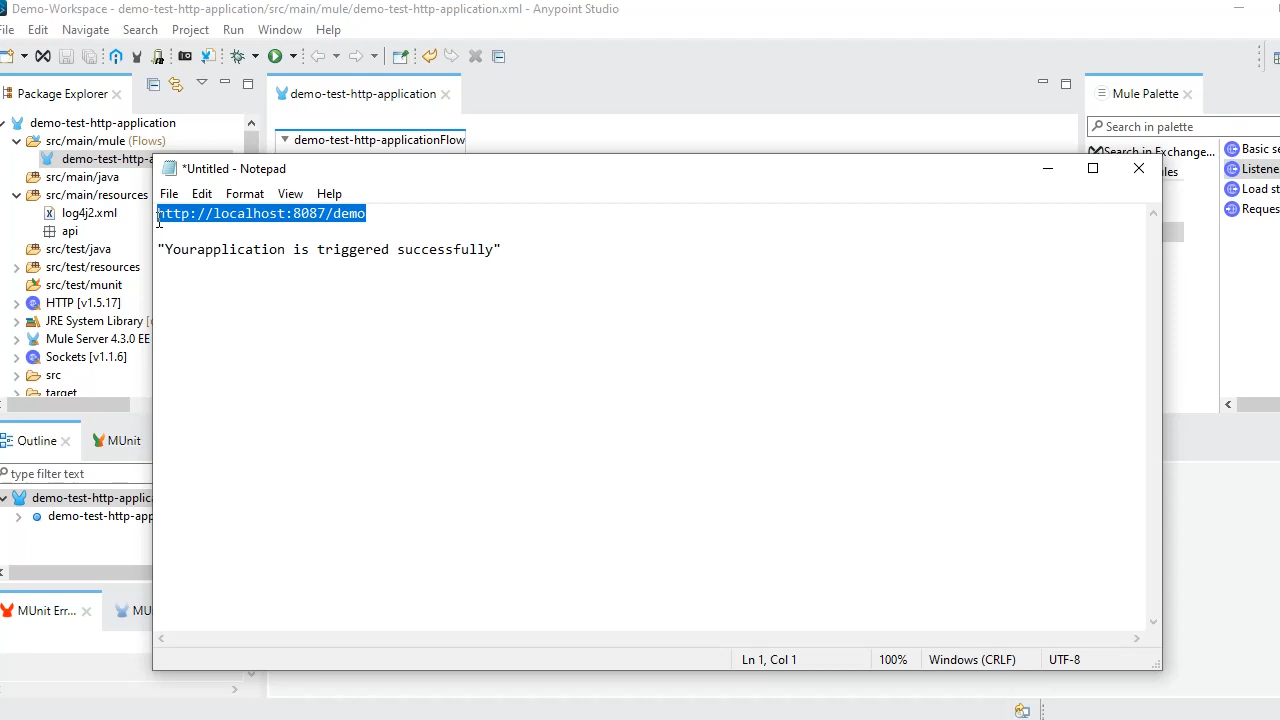 Demo-Workspace - demo-test-http-application/src/main/mule/demo-test-http-application.xml - Anypoint Studio
File Edit Navigate Search Project Run Window Help
Package Explorer
demo-test-http-application
Mule Palette
demo-test-http-application
src/main/mule (Flows)
demo-test-http-a
src/main/java
src/main/resources
log4j2.xml
api
src/test/java
src/test/resources
src/test/munit
HTTP [v1.5.17]
JRE System Library [
Mule Server 4.3.0 EE
Sockets [v1.1.6]
src
target
demo-test-http-applicationFlow
Search in palette
Search in Exchange...
Basic se
Listene
Load st
Reques
*Untitled - Notepad
File Edit Format View Help
http://localhost:8087/demo
"Yourapplication is triggered successfully"
Ln 1, Col 1 100% Windows (CRLF) UTF-8
Outline
MUnit
type filter text
demo-test-http-applic
demo-test-http-app
MUnit Err...
MU